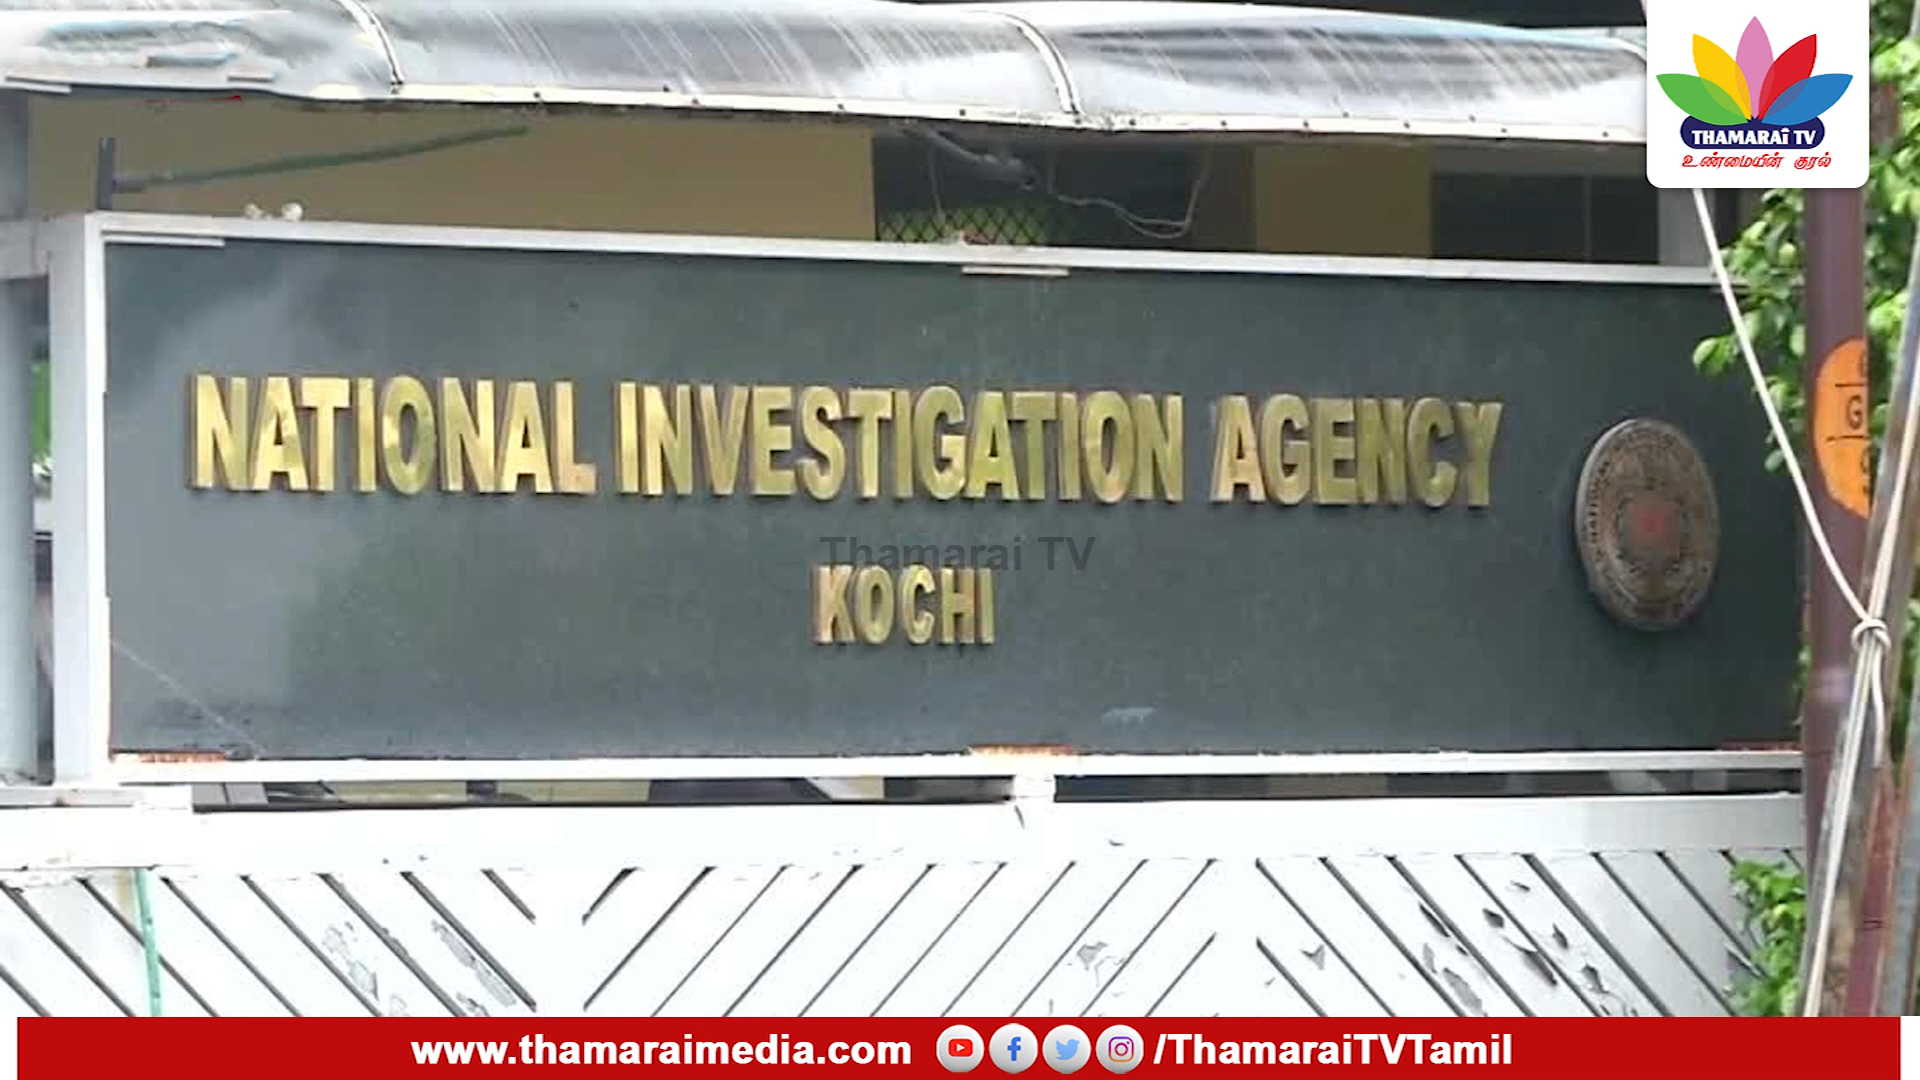 THAMARAI TV
உண்மையின் குரல்
NATIONAL INVESTIGATION AGENCY
Thamarai TV
KOCHI
G
www.thamaraimedia.com /ThamaraiTVTamil